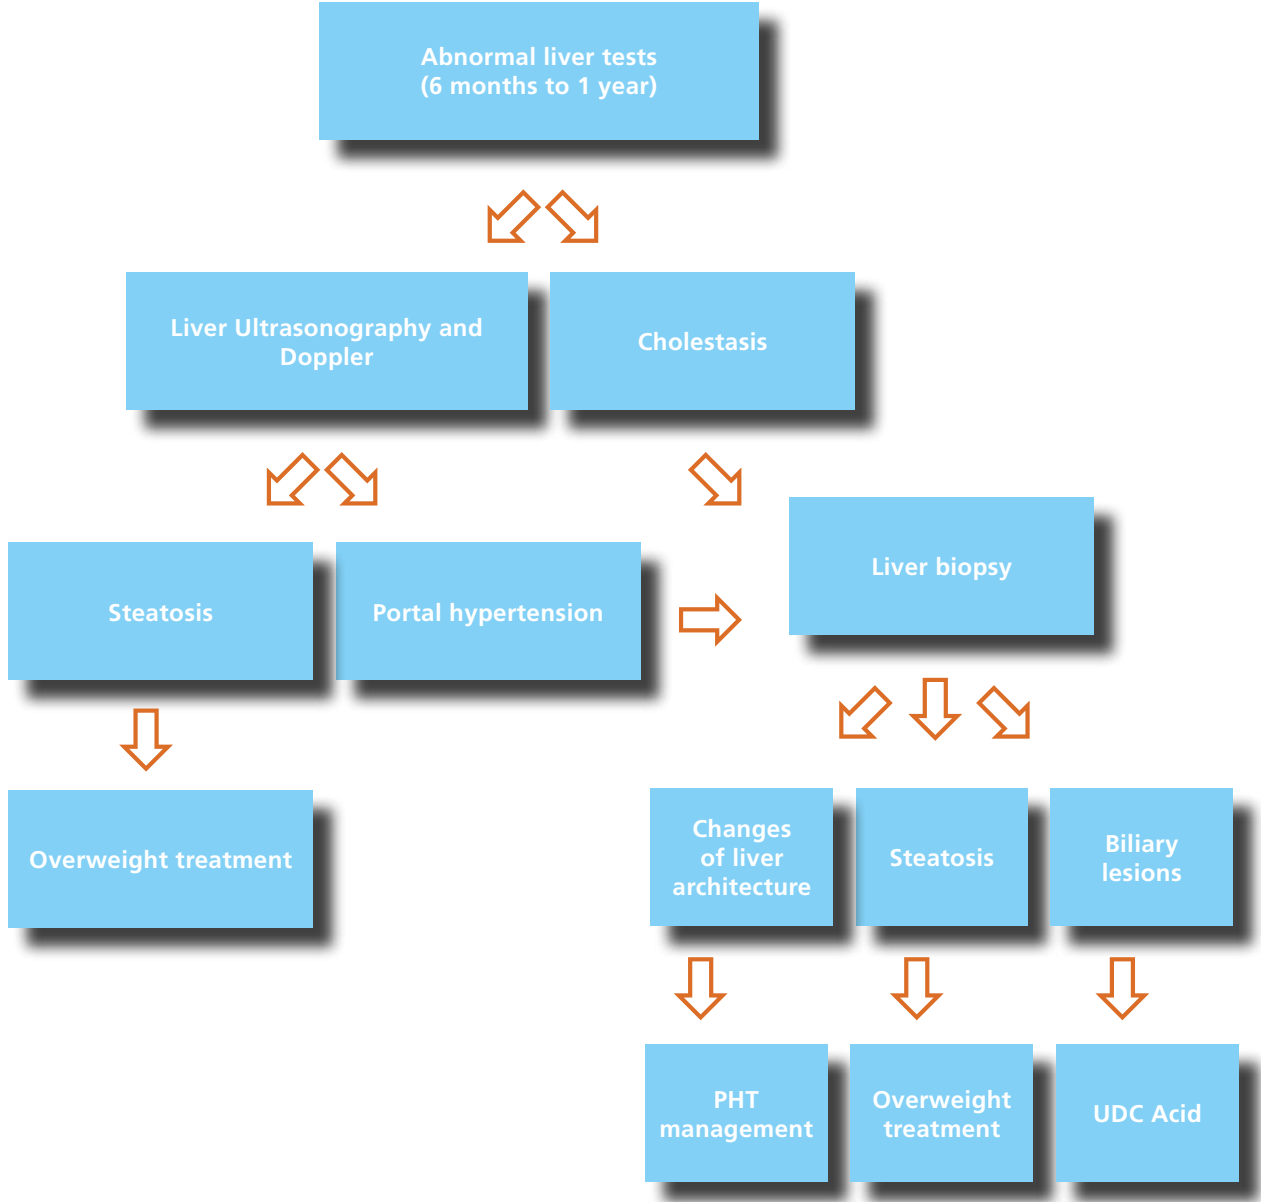 Abnormal liver tests
(6 months to 1 year)
Liver Ultrasonography and
Doppler
Cholestasis
Liver biopsy
Steatosis
Portal hypertension
Overweight treatment
Changes
of liver
architecture
Steatosis
Biliary
lesions
PHT
management
Overweight
treatment
UDC Acid